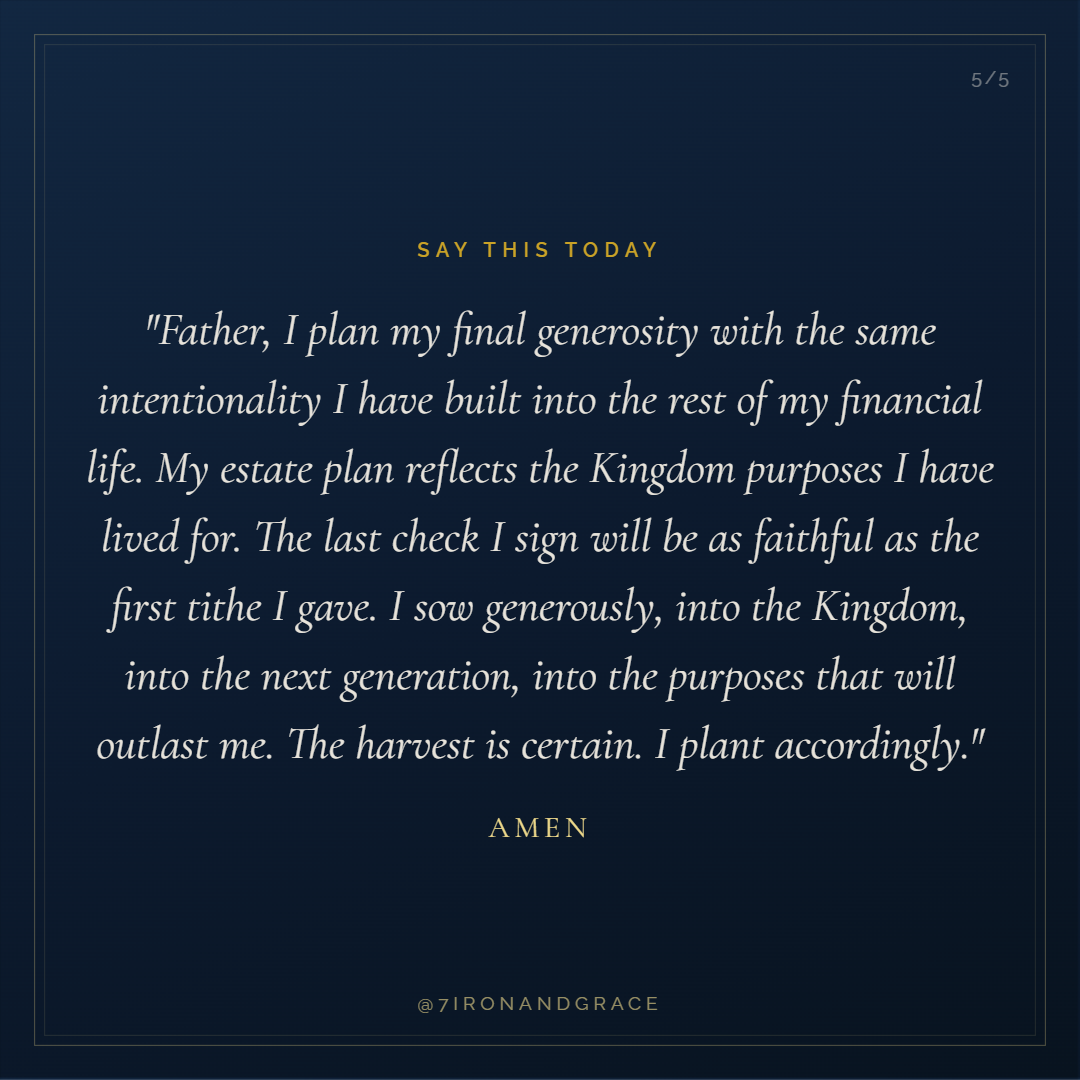 5/5
SAY THIS TODAY
"Father, I plan my final generosity with the same
intentionality I have built into the rest of my financial
life. My estate plan reflects the Kingdom purposes I have
lived for. The last check I sign will be as faithful as the
first tithe I gave. I sow generously, into the Kingdom,
into the next generation, into the purposes that will
outlast me. The harvest is certain. I plant accordingly."
AMEN
@7IRONANDGRACE